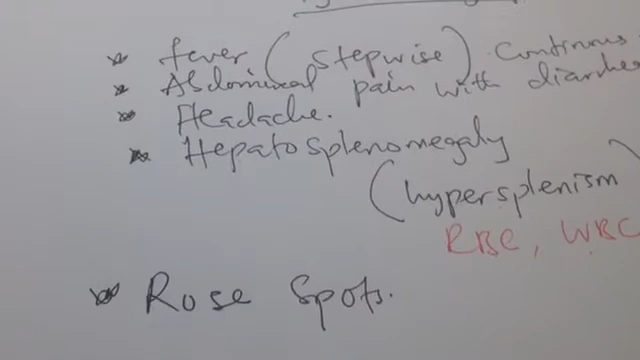 * fever (stepwise) continuous
* Abdominal pain with diarrhea
* Headache.
* Hepatosplenomegaly
(hypersplenism)
RBC, WBC
* Rose Spots.